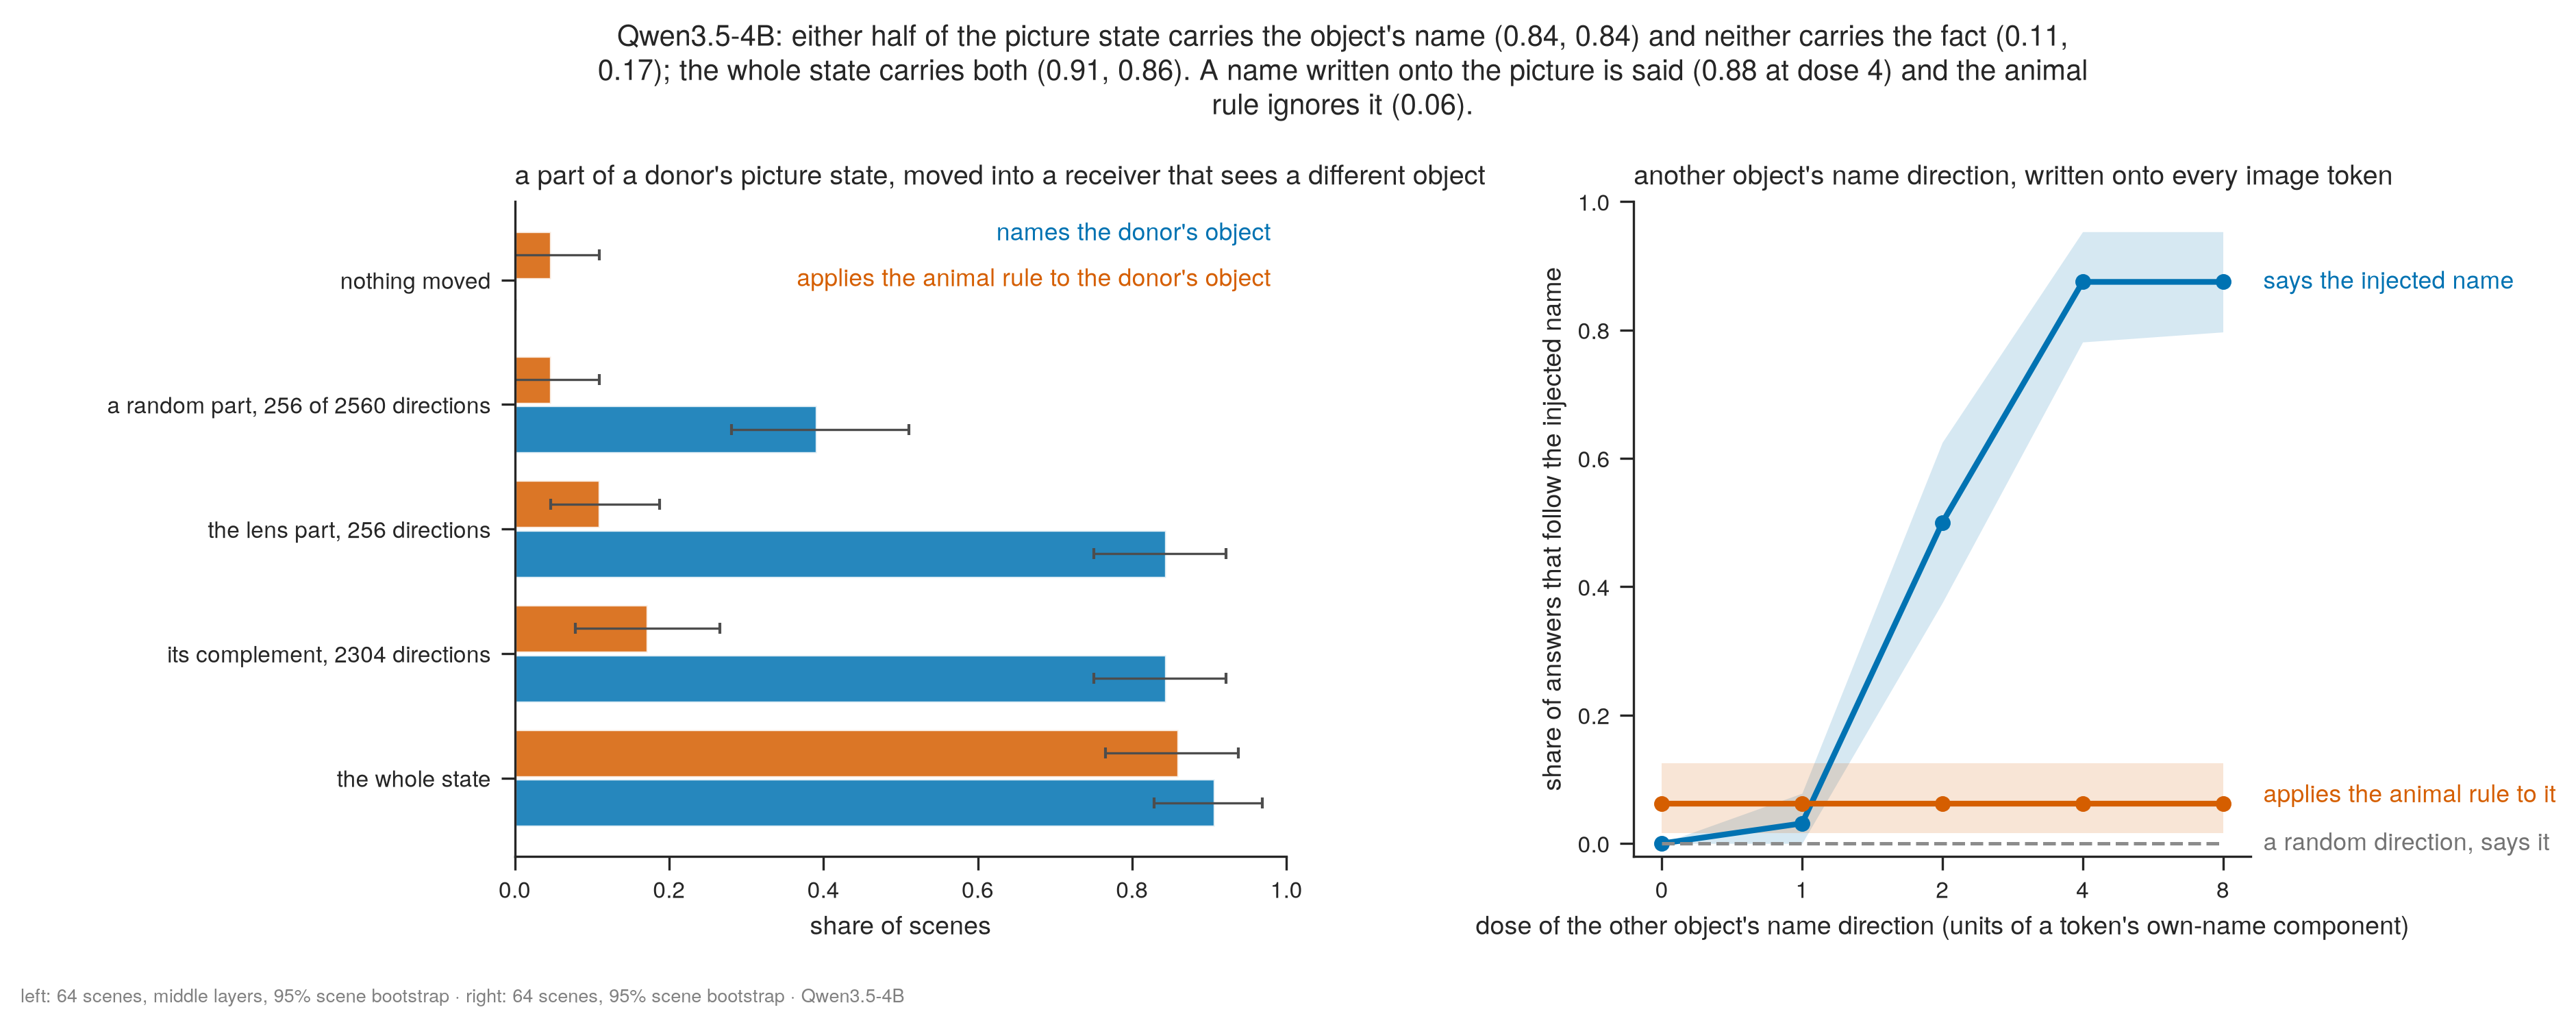 Qwen3.5-4B: either half of the picture state carries the object's name (0.84, 0.84) and neither carries the fact (0.11,
0.17); the whole state carries both (0.91, 0.86). A name written onto the picture is said (0.88 at dose 4) and the animal
rule ignores it (0.06).
a part of a donor's picture state, moved into a receiver that sees a different object
names the donor's object
applies the animal rule to the donor's object
nothing moved
a random part, 256 of 2560 directions
the lens part, 256 directions
its complement, 2304 directions
the whole state
0.0 0.2 0.4 0.6 0.8 1.0
share of scenes
another object's name direction, written onto every image token
share of answers that follow the injected name
1.0
0.8
0.6
0.4
0.2
0.0
says the injected name
applies the animal rule to it
a random direction, says it
0 1 2 4 8
dose of the other object's name direction (units of a token's own-name component)
left: 64 scenes, middle layers, 95% scene bootstrap · right: 64 scenes, 95% scene bootstrap · Qwen3.5-4B